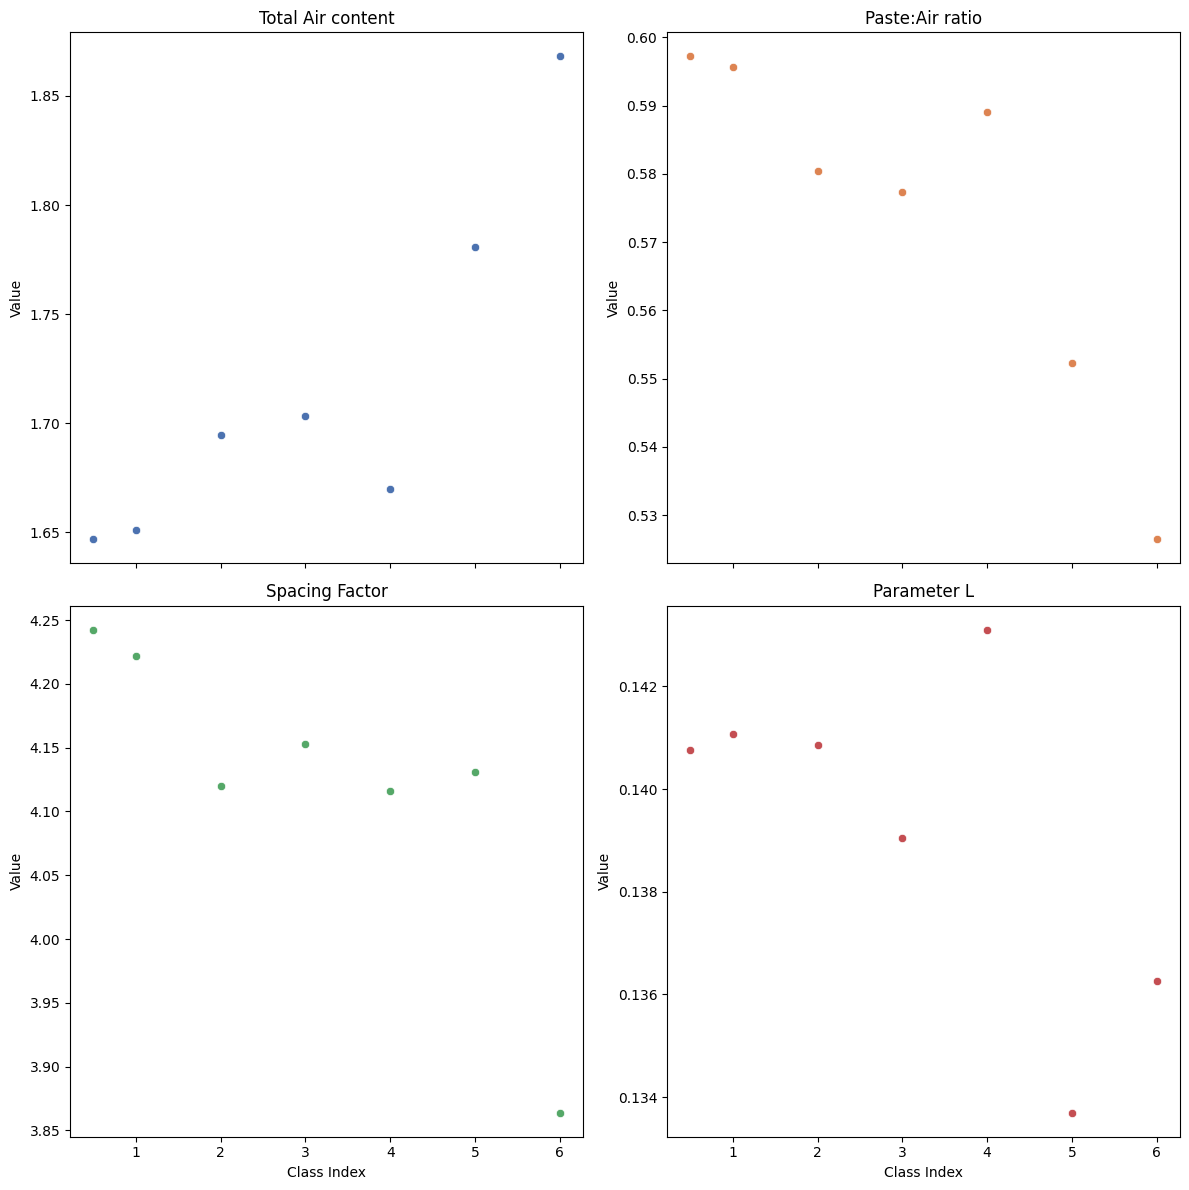 Total Air content
Value
1.85
1.80
1.75
1.70
1.65
Paste:Air ratio
Value
0.60
0.59
0.58
0.57
0.56
0.55
0.54
0.53
Spacing Factor
Value
4.25
4.20
4.15
4.10
4.05
4.00
3.95
3.90
3.85
1 2 3 4 5 6
Class Index
Parameter L
Value
0.142
0.140
0.138
0.136
0.134
1 2 3 4 5 6
Class Index